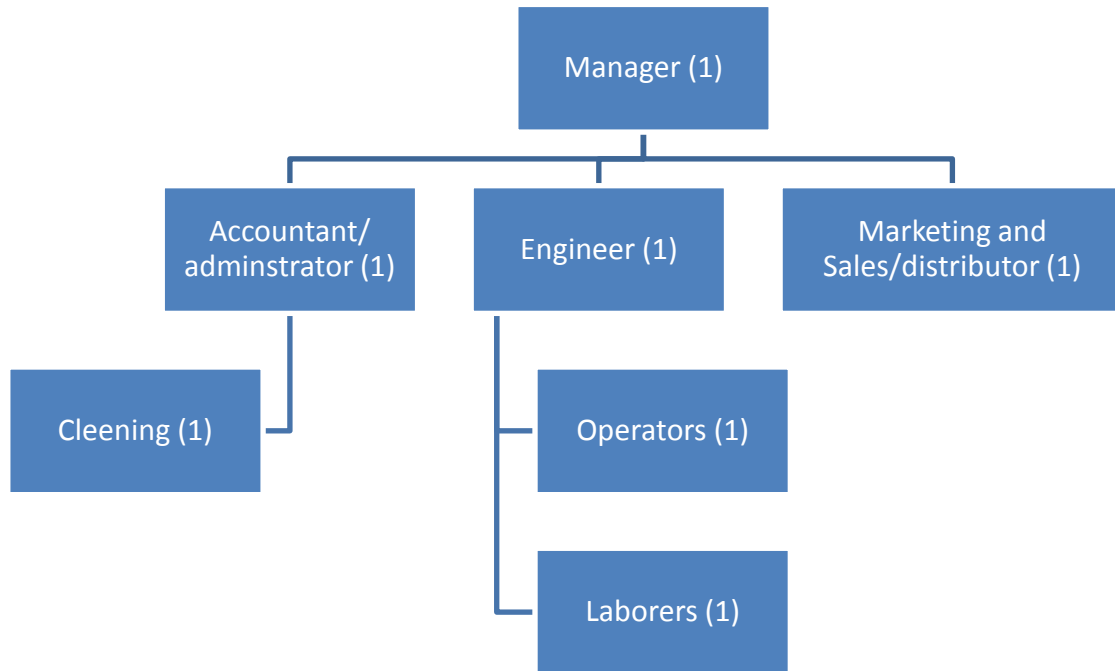 Manager (1)
Accountant/
adminstrator (1)
Engineer (1)
Marketing and
Sales/distributor (1)
Cleening (1)
Operators (1)
Laborers (1)